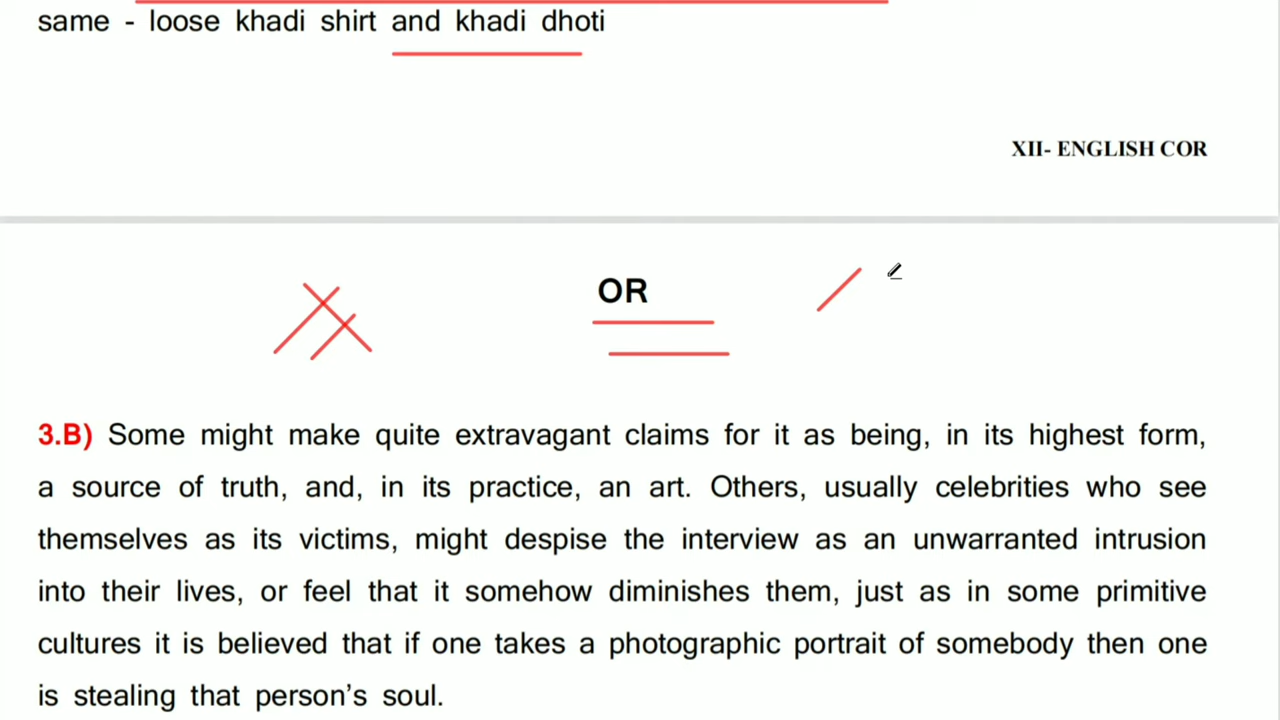 same - loose khadi shirt and khadi dhoti
XII- ENGLISH COR
OR
3.B) Some might make quite extravagant claims for it as being, in its highest form,
a source of truth, and, in its practice, an art. Others, usually celebrities who see
themselves as its victims, might despise the interview as an unwarranted intrusion
into their lives, or feel that it somehow diminishes them, just as in some primitive
cultures it is believed that if one takes a photographic portrait of somebody then one
is stealing that person’s soul.